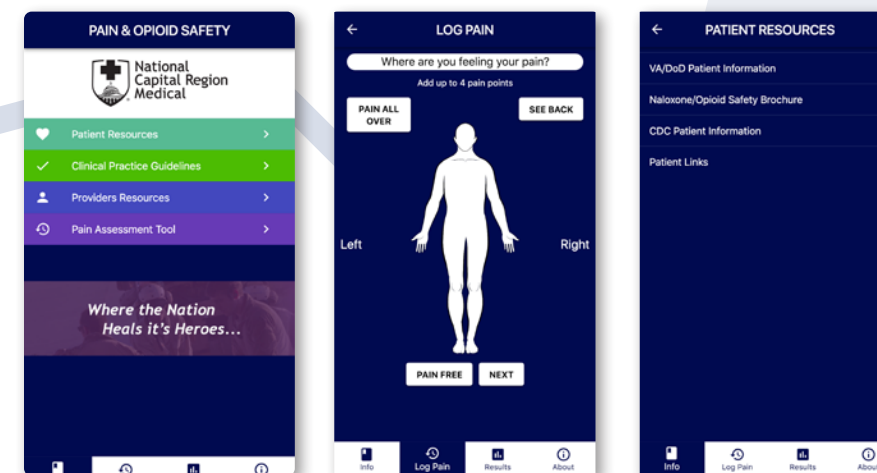 PAIN & OPIOID SAFETY
National
Capital Region
Medical
Patient Resources
Clinical Practice Guidelines
Providers Resources
Pain Assessment Tool
Where the Nation
Heals it's Heroes...
LOG PAIN
Where are you feeling your pain?
Add up to 4 pain points
PAIN ALL
OVER
SEE BACK
Left
Right
PAIN FREE
NEXT
Info
Log Pain
Results
About
PATIENT RESOURCES
VA/DoD Patient Information
Naloxone/Opioid Safety Brochure
CDC Patient Information
Patient Links
Info
Log Pain
Results
About